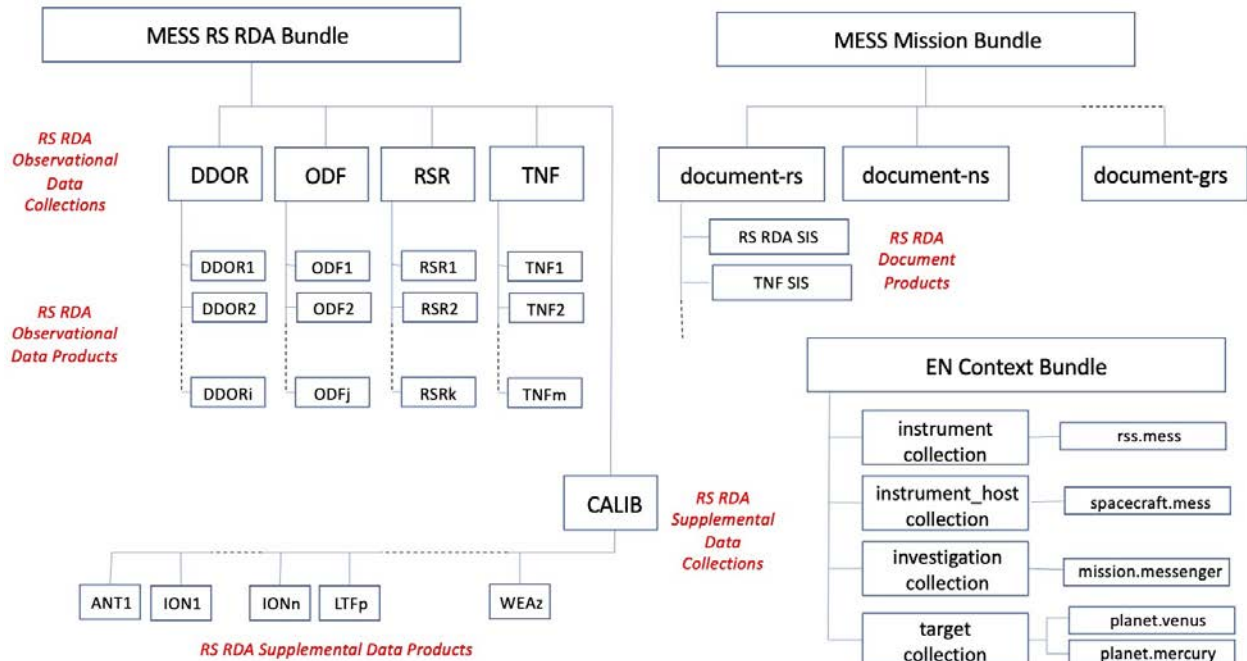 MESS RS RDA Bundle
MESS Mission Bundle
RS RDA
Observational
Data
Collections
DDOR
ODF
RSR
TNF
document-rs
document-ns
document-grs
RS RDA SIS
TNF SIS
RS RDA
Document
Products
RS RDA
Observational
Data Products
DDOR1
ODF1
RSR1
TNF1
DDOR2
ODF2
RSR2
TNF2
DDORi
ODFj
RSRk
TNFm
EN Context Bundle
instrument
collection
rss.mess
instrument_host
collection
spacecraft.mess
investigation
collection
mission.messenger
target
collection
planet.venus
planet.mercury
CALIB
RS RDA
Supplemental
Data
Collections
ANT1
ION1
IONn
LTFp
WEAz
RS RDA Supplemental Data Products